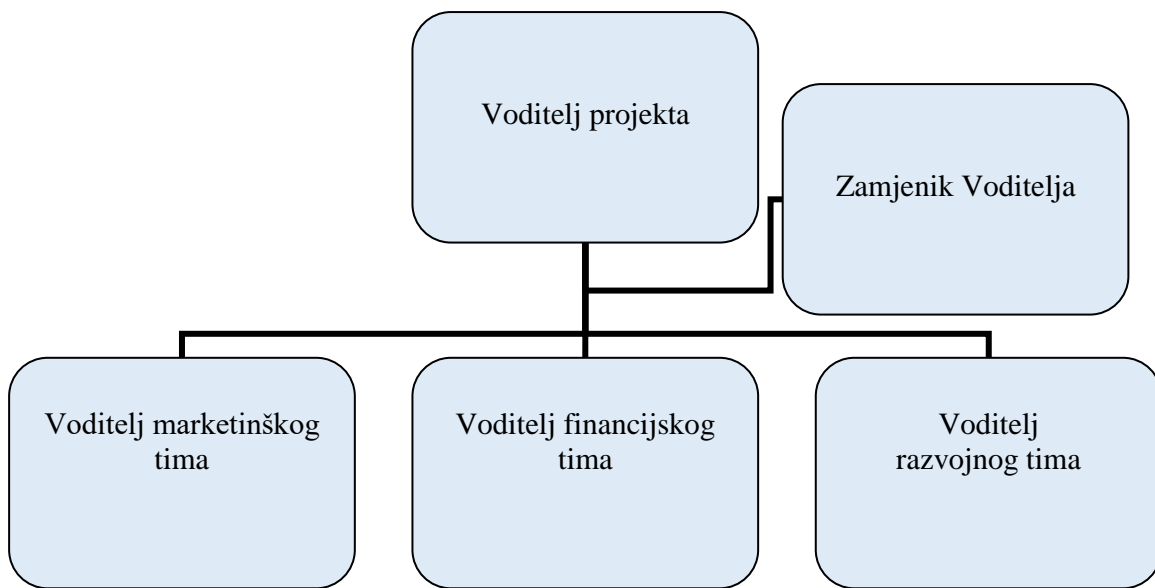 Voditelj projekta
Zamjenik Voditelja
Voditelj marketinškog
tima
Voditelj financijskog
tima
Voditelj
razvojnog tima